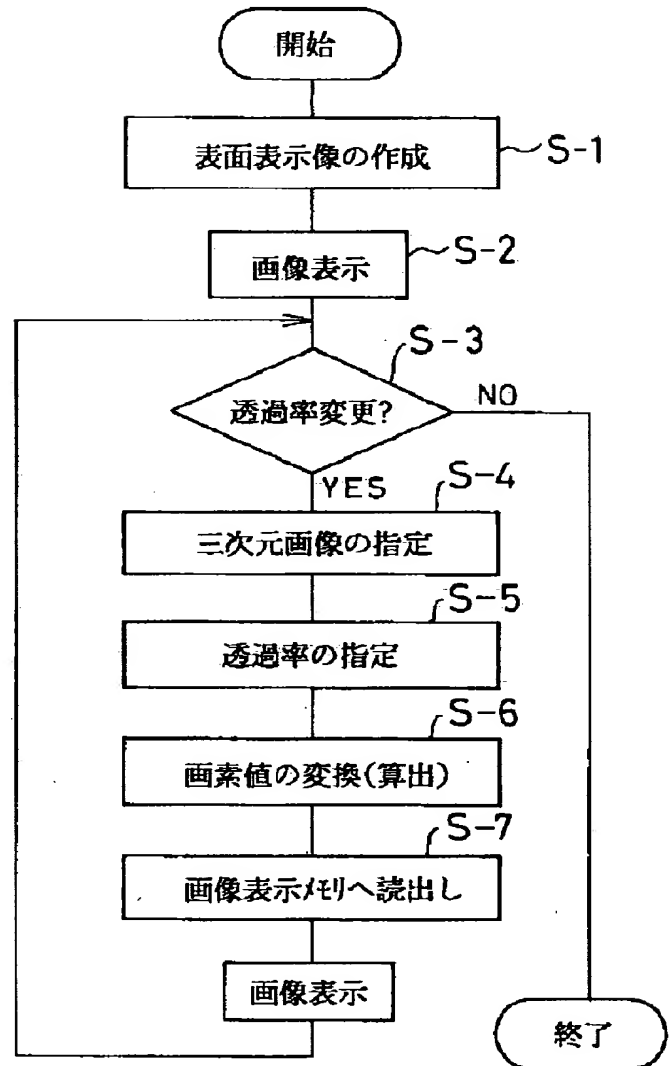 開始
表面表示像の作成
S-1
画像表示
S-2
S-3
透過率変更?
NO
YES
S-4
三次元画像の指定
S-5
透過率の指定
S-6
画素値の変換(算出)
S-7
画像表示メモリへ読出し
画像表示
終了